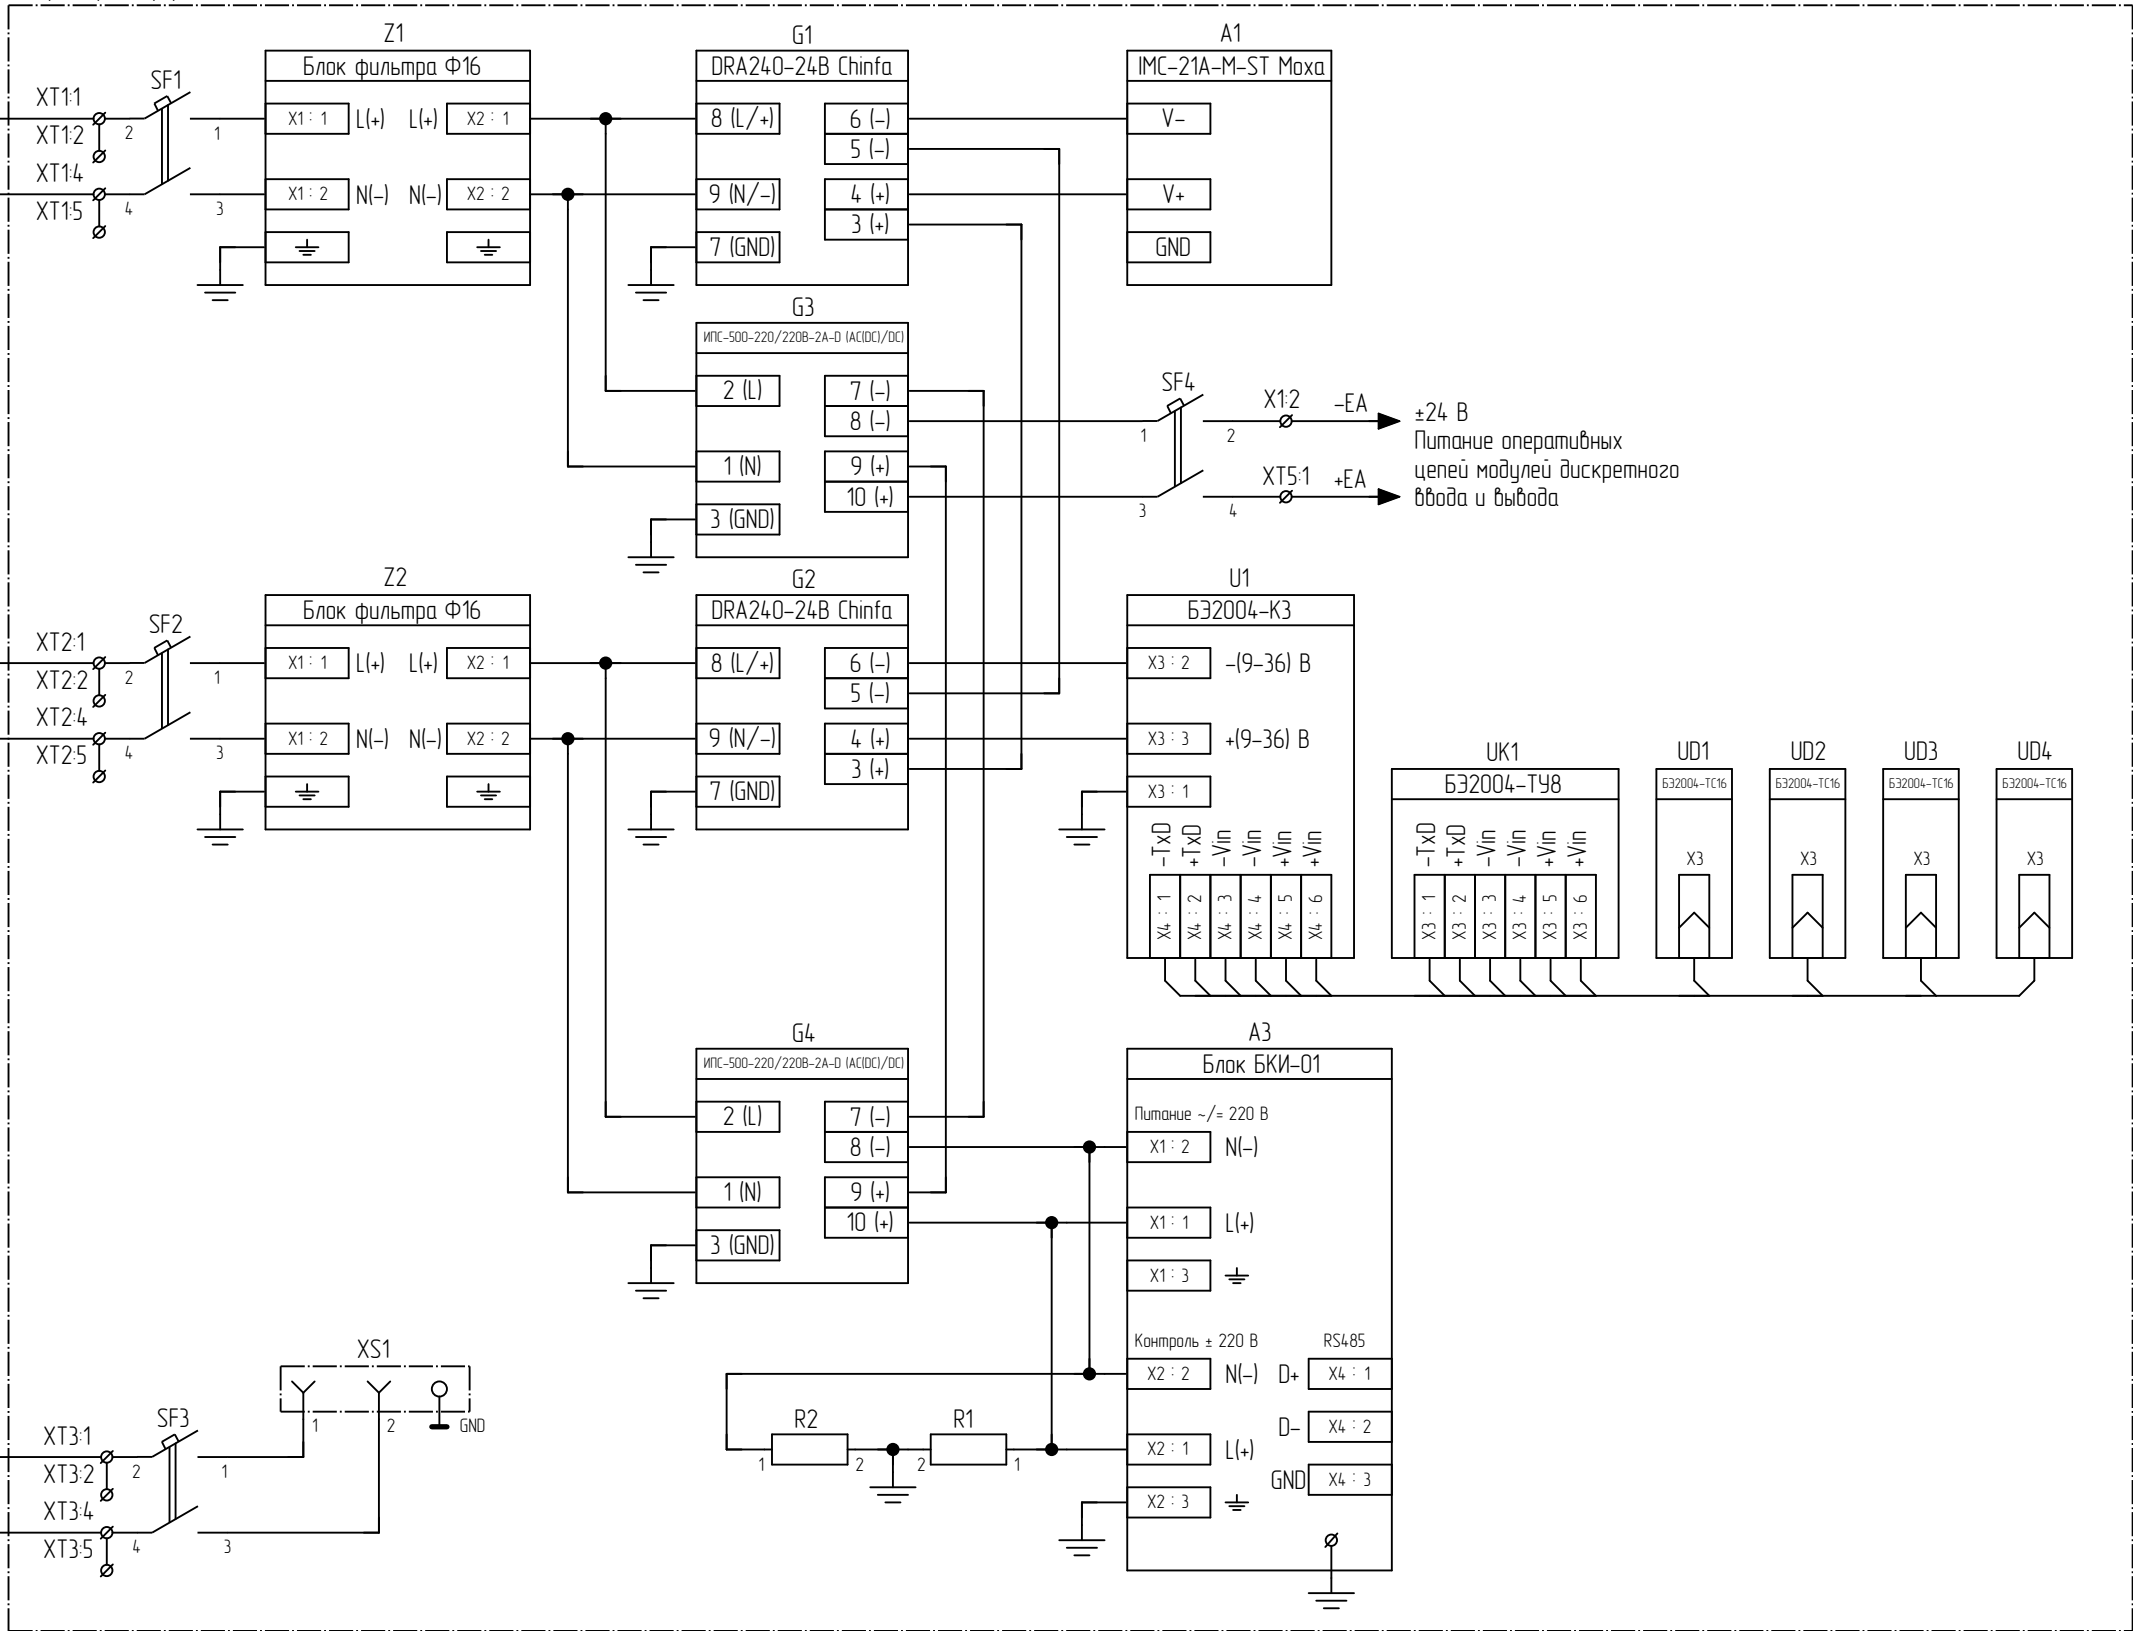 Z1
Блок фильтра Ф16
SF1
XT1:1
XT1:2
XT1:4
XT1:5
2
1
4
3
X1 : 1
L(+)
L(+)
X2 : 1
X1 : 2
N(-)
N(-)
X2 : 2
G1
DRA240-24B Chinfa
8 (L/+)
6 (-)
5 (-)
9 (N/-)
4 (+)
3 (+)
7 (GND)
A1
IMC-21A-M-ST Moxa
V-
V+
GND
G3
ИПС-500-220/220В-2А-D (AC(DC)/DC)
2 (L)
7 (-)
8 (-)
1 (N)
9 (+)
10 (+)
3 (GND)
SF4
1
2
3
4
X1:2
-EA
XT5:1
+EA
±24 В
Питание оперативных
цепей модулей дискретного
ввода и вывода
Z2
Блок фильтра Ф16
SF2
XT2:1
XT2:2
XT2:4
XT2:5
2
1
4
3
X1 : 1
L(+)
L(+)
X2 : 1
X1 : 2
N(-)
N(-)
X2 : 2
G2
DRA240-24B Chinfa
8 (L/+)
6 (-)
5 (-)
9 (N/-)
4 (+)
3 (+)
7 (GND)
U1
БЭ2004-К3
X3 : 2
-(9-36) В
X3 : 3
+(9-36) В
X3 : 1
-TxD
+TxD
-Vin
-Vin
+Vin
+Vin
X4 : 1
X4 : 2
X4 : 3
X4 : 4
X4 : 5
X4 : 6
UK1
БЭ2004-ТУ8
-TxD
+TxD
-Vin
-Vin
+Vin
+Vin
X3 : 1
X3 : 2
X3 : 3
X3 : 4
X3 : 5
X3 : 6
UD1
БЭ2004-ТС16
X3
UD2
БЭ2004-ТС16
X3
UD3
БЭ2004-ТС16
X3
UD4
БЭ2004-ТС16
X3
G4
ИПС-500-220/220В-2А-D (AC(DC)/DC)
2 (L)
7 (-)
8 (-)
1 (N)
9 (+)
10 (+)
3 (GND)
A3
Блок БКИ-01
Питание ~/= 220 В
X1 : 2
N(-)
X1 : 1
L(+)
X1 : 3
Контроль ± 220 В
RS485
X2 : 2
N(-)
D+
X4 : 1
D-
X4 : 2
X2 : 1
L(+)
GND
X4 : 3
X2 : 3
R2
1
2
R1
2
1
XS1
1
2
GND
SF3
XT3:1
XT3:2
XT3:4
XT3:5
2
1
4
3